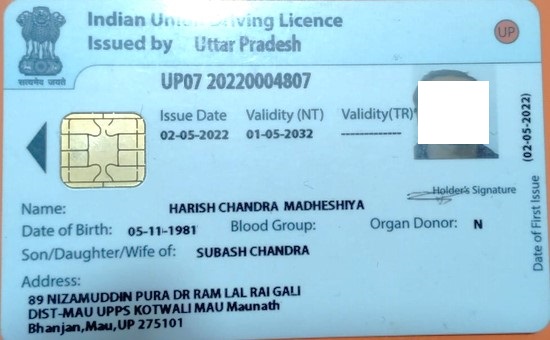 Indian Union Driving Licence
Issued by Uttar Pradesh
UP
सत्यमेव जयते
UP07 20220004807
Issue Date Validity (NT) Validity(TR)
02-05-2022 01-05-2032 ------------
Holder's Signature
Date of First Issue (02-05-2022)
Name: HARISH CHANDRA MADHESHIYA
Date of Birth: 05-11-1981 Blood Group: Organ Donor: N
Son/Daughter/Wife of: SUBASH CHANDRA
Address:
89 NIZAMUDDIN PURA DR RAM LAL RAI GALI
DIST-MAU UPPS KOTWALI MAU Maunath
Bhanjan,Mau,UP 275101